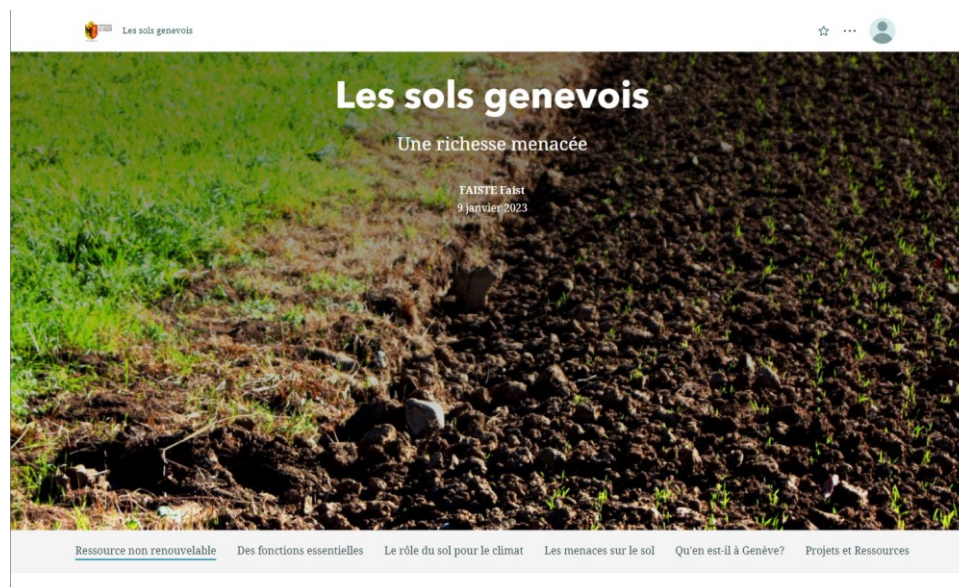 Les sols genevois
Les sols genevois
Une richesse menacée
FAISTE Faist
9 janvier 2023
Ressource non renouvelable
Des fonctions essentielles
Le rôle du sol pour le climat
Les menaces sur le sol
Qu'en est-il à Genève?
Projets et Ressources